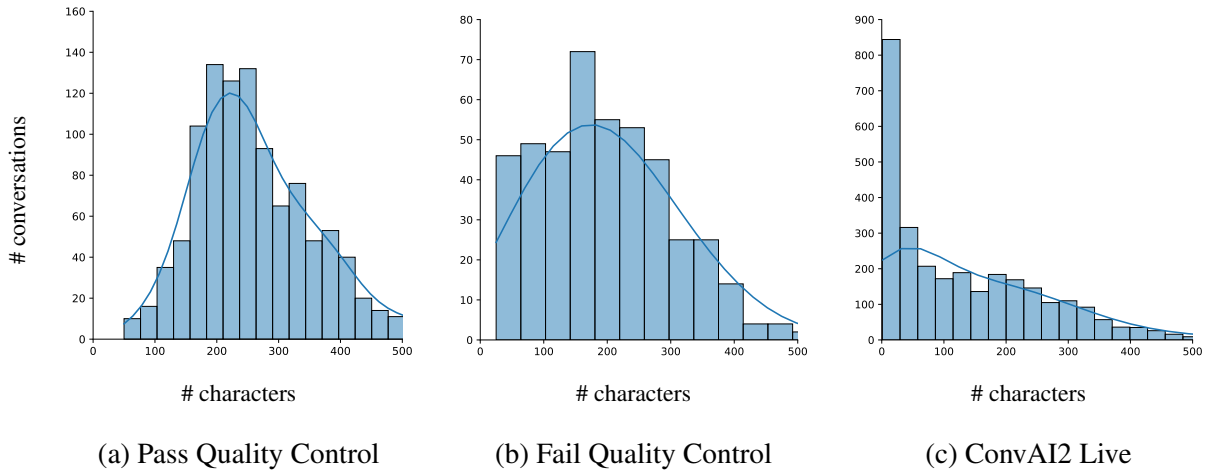 160
140
120
100
80
60
40
20
0
0 100 200 300 400 500
# conversations
# characters
(a) Pass Quality Control
80
70
60
50
40
30
20
10
0
0 100 200 300 400 500
# characters
(b) Fail Quality Control
900
800
700
600
500
400
300
200
100
0
0 100 200 300 400 500
# characters
(c) ConvAI2 Live